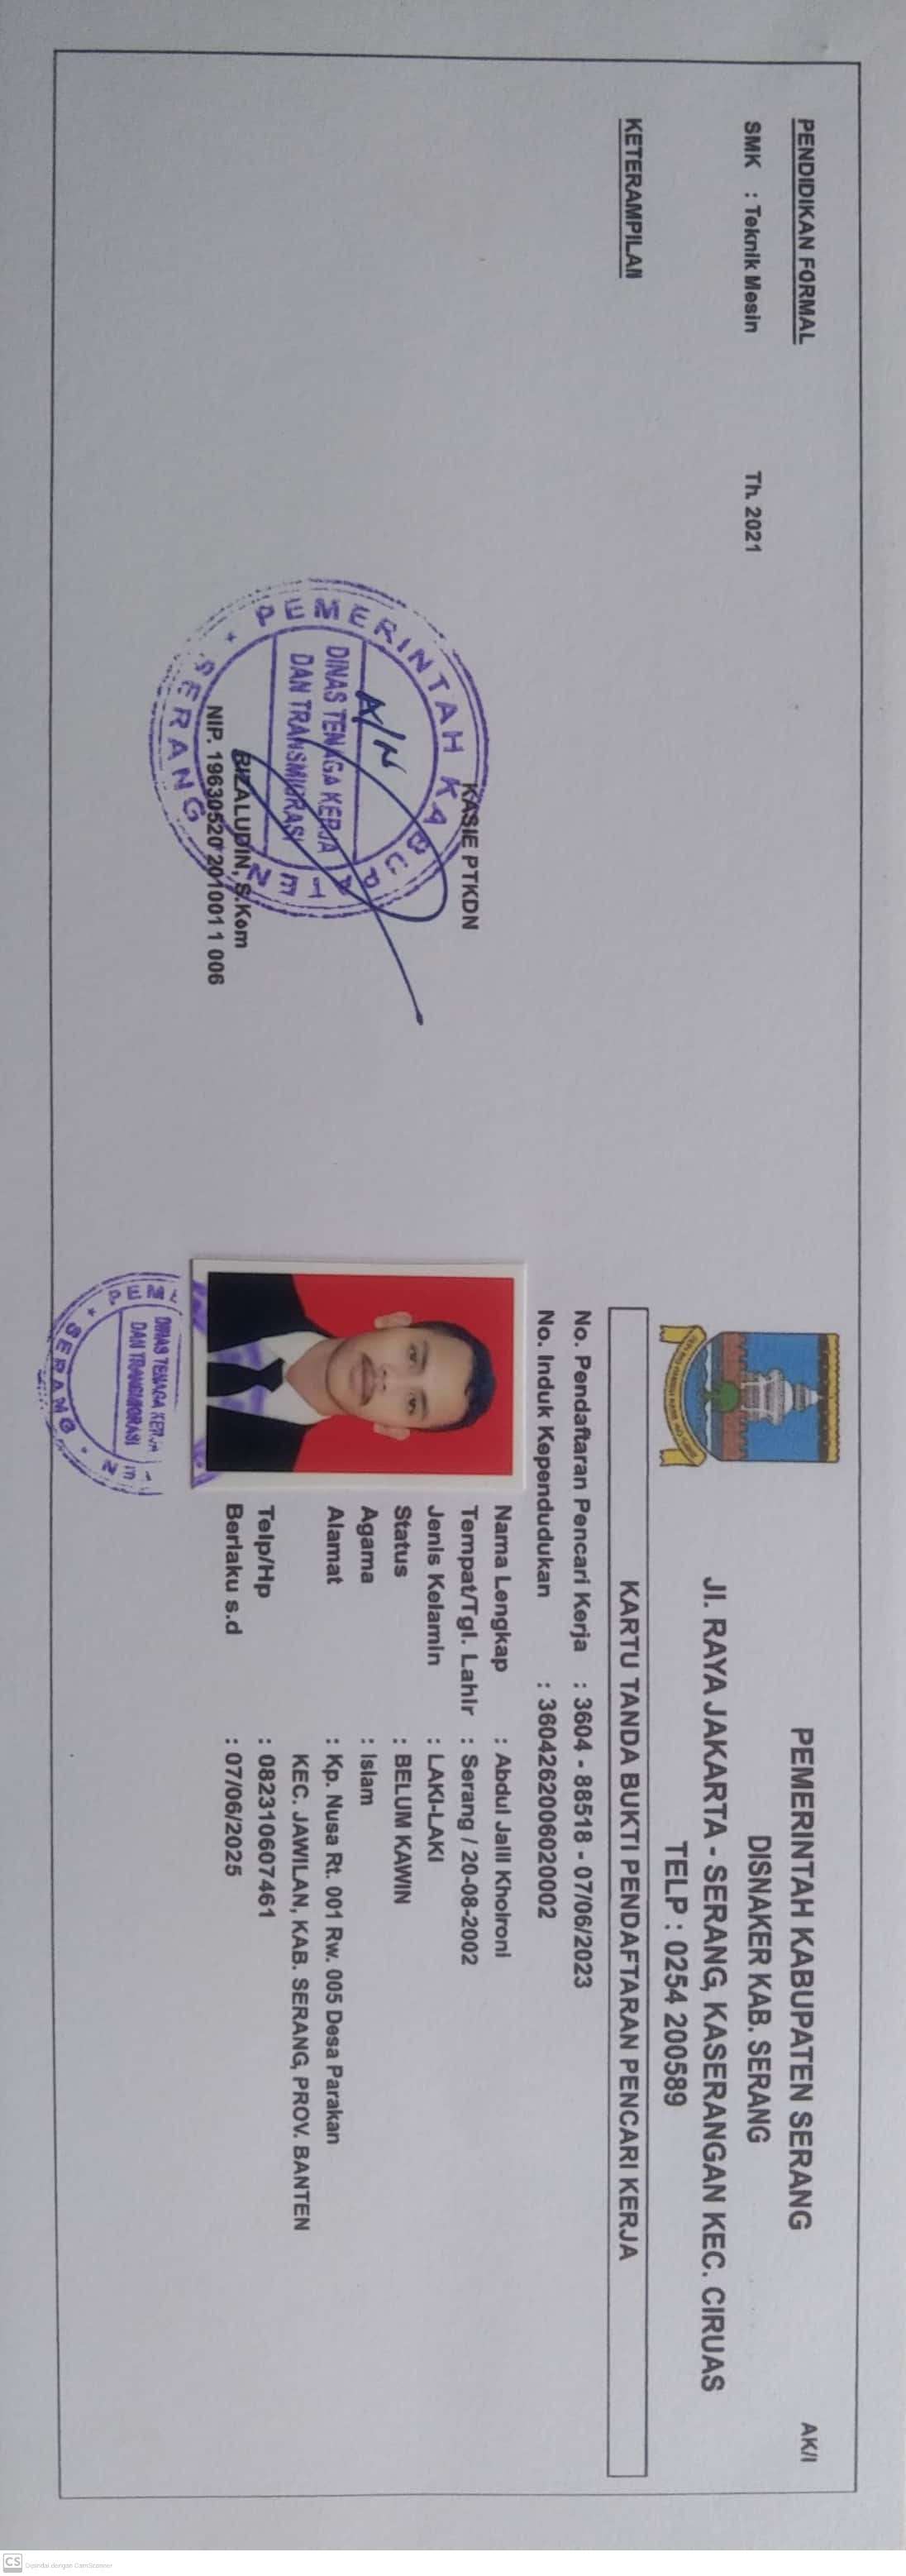 PENDIDIKAN FORMAL
SMK : Teknik Mesin Th. 2021
KETERAMPILAN
KASIE PTKDN
A/N
PEMERINTAH KABUPATEN
DINAS TENAGA KERJA
DAN TRANSMIGRASI
SERANG
RIZALUDIN, S.Kom
NIP. 19630520 201001 1 006
AK/I
PEMERINTAH KABUPATEN SERANG
DISNAKER KAB. SERANG
Jl. RAYA JAKARTA - SERANG, KASERANGAN KEC. CIRUAS
TELP : 0254 200589
KARTU TANDA BUKTI PENDAFTARAN PENCARI KERJA
No. Pendaftaran Pencari Kerja : 3604 - 88518 - 07/06/2023
No. Induk Kependudukan : 3604262006020002
Nama Lengkap : Abdul Jalil Khoironi
Tempat/Tgl. Lahir : Serang / 20-08-2002
Jenis Kelamin : LAKI-LAKI
Status : BELUM KAWIN
Agama : Islam
Alamat : Kp. Nusa Rt. 001 Rw. 005 Desa Parakan
KEC. JAWILAN, KAB. SERANG, PROV. BANTEN
Telp/Hp : 082310607461
Berlaku s.d : 07/06/2025
DINAS TENAGA KERJA
DAN TRANSMIGRASI
SERANG
CS Dipindai dengan CamScanner